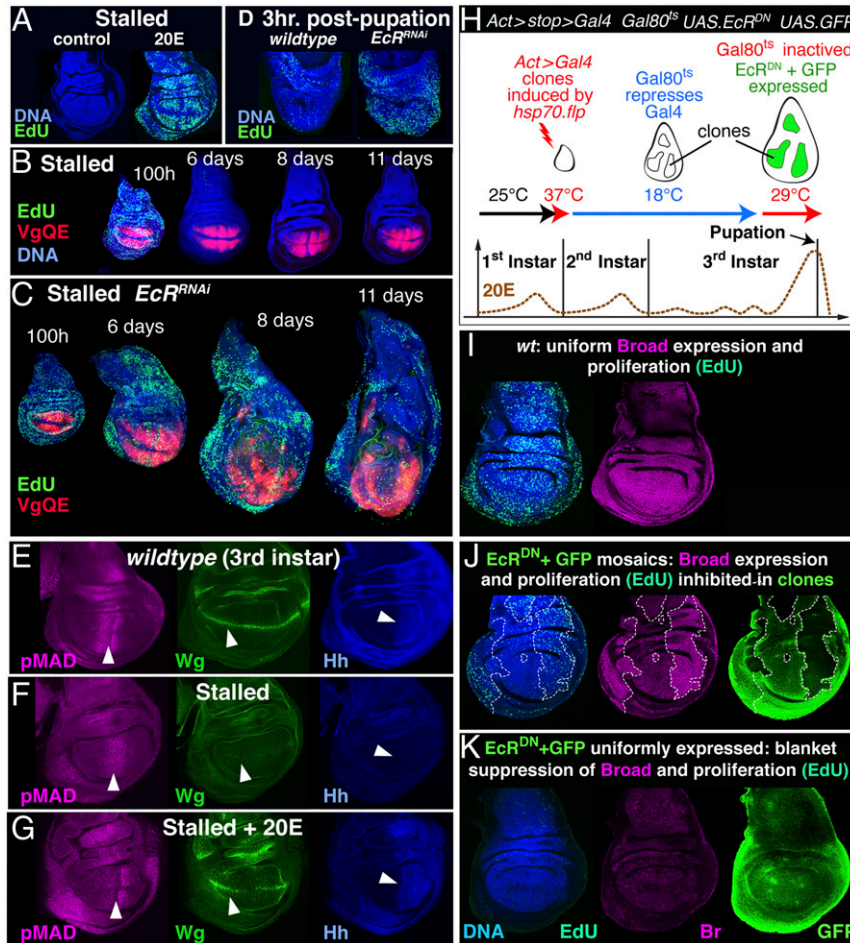 A
Stalled
control 20E
DNA
EdU
D 3hr. post-pupation
wildtype EcR^RNAi
DNA
EdU
B Stalled
100h 6 days 8 days 11 days
EdU
VgQE
DNA
C Stalled EcR^RNAi
100h 6 days 8 days 11 days
EdU
VgQE
E wildtype (3rd instar)
pMAD Wg Hh
F Stalled
pMAD Wg Hh
G Stalled + 20E
pMAD Wg Hh
H Act>stop>Gal4 Gal80^ts UAS.EcR^DN UAS.GFP
Act>Gal4
clones
induced by
hsp70.flp
Gal80^ts
represses
Gal4
Gal80^ts inactived
EcR^DN + GFP
expressed
clones
25°C 37°C 18°C 29°C
Pupation
1st Instar 2nd Instar 3rd Instar
20E
I wt: uniform Broad expression and
proliferation (EdU)
J EcR^DN+ GFP mosaics: Broad expression
and proliferation (EdU) inhibited in clones
K EcR^DN+GFP uniformly expressed: blanket
suppression of Broad and proliferation (EdU)
DNA EdU Br GFP